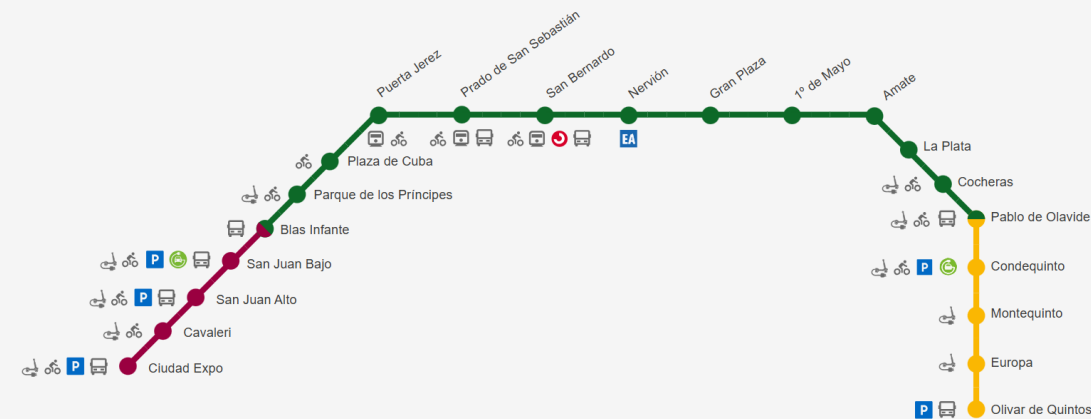 Puerta Jerez
Prado de San Sebastián
San Bernardo
Nervión
Gran Plaza
1º de Mayo
Amate
EA
La Plata
Plaza de Cuba
Cocheras
Parque de los Príncipes
Pablo de Olavide
Blas Infante
P
San Juan Bajo
P
Condequinto
P
San Juan Alto
Montequinto
Cavaleri
Europa
P
Ciudad Expo
P
Olivar de Quintos